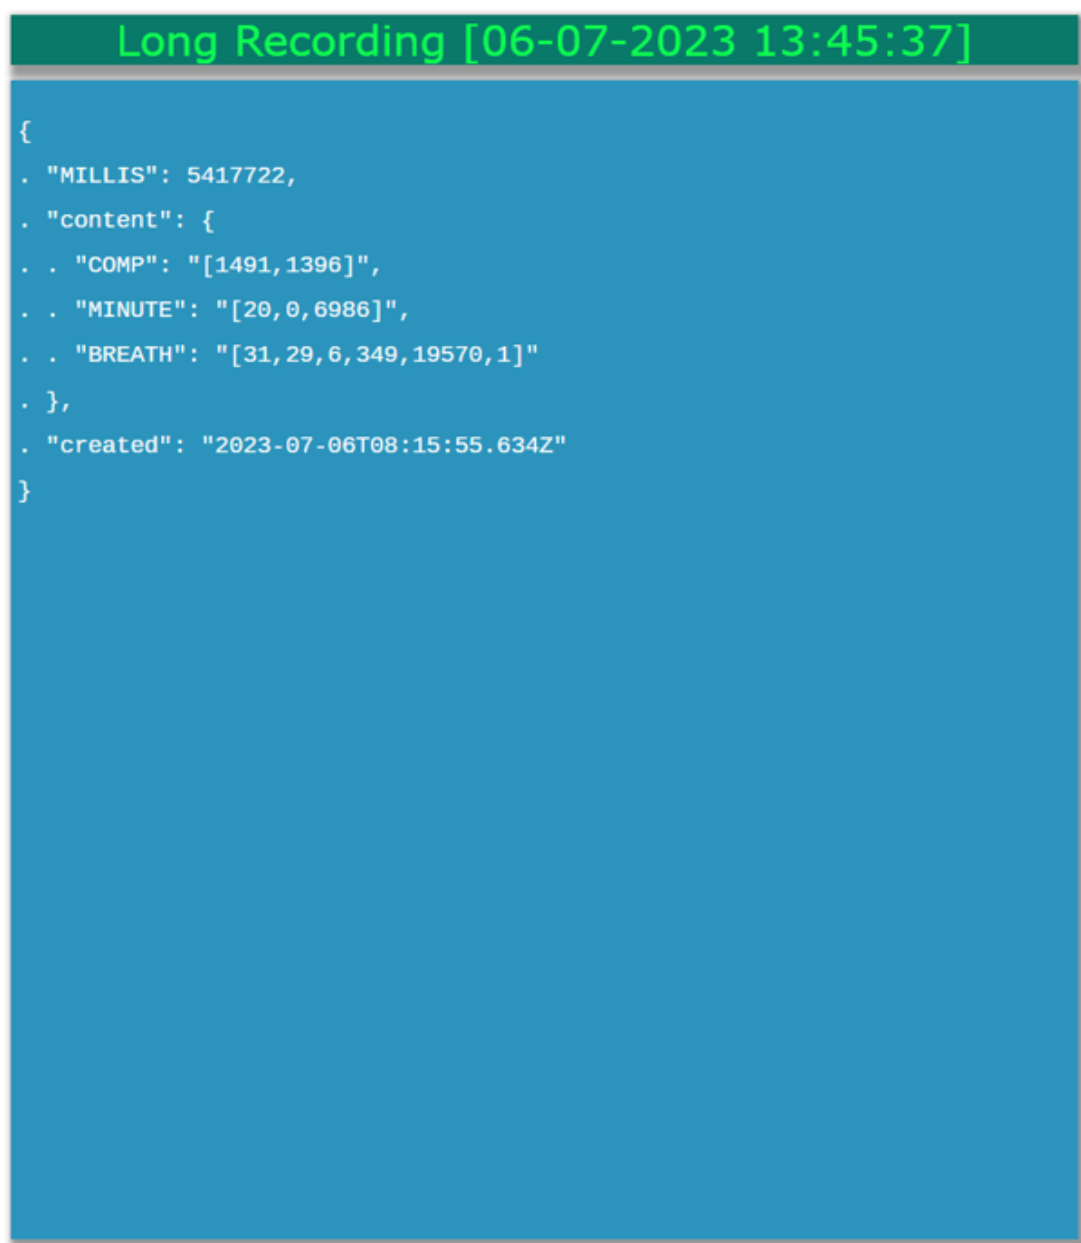 Long Recording [06-07-2023 13:45:37]
{
. "MILLIS": 5417722,
. "content": {
. . "COMP": "[1491,1396]",
. . "MINUTE": "[20,0,6986]",
. . "BREATH": "[31,29,6,349,19570,1]"
. },
. "created": "2023-07-06T08:15:55.634Z"
}